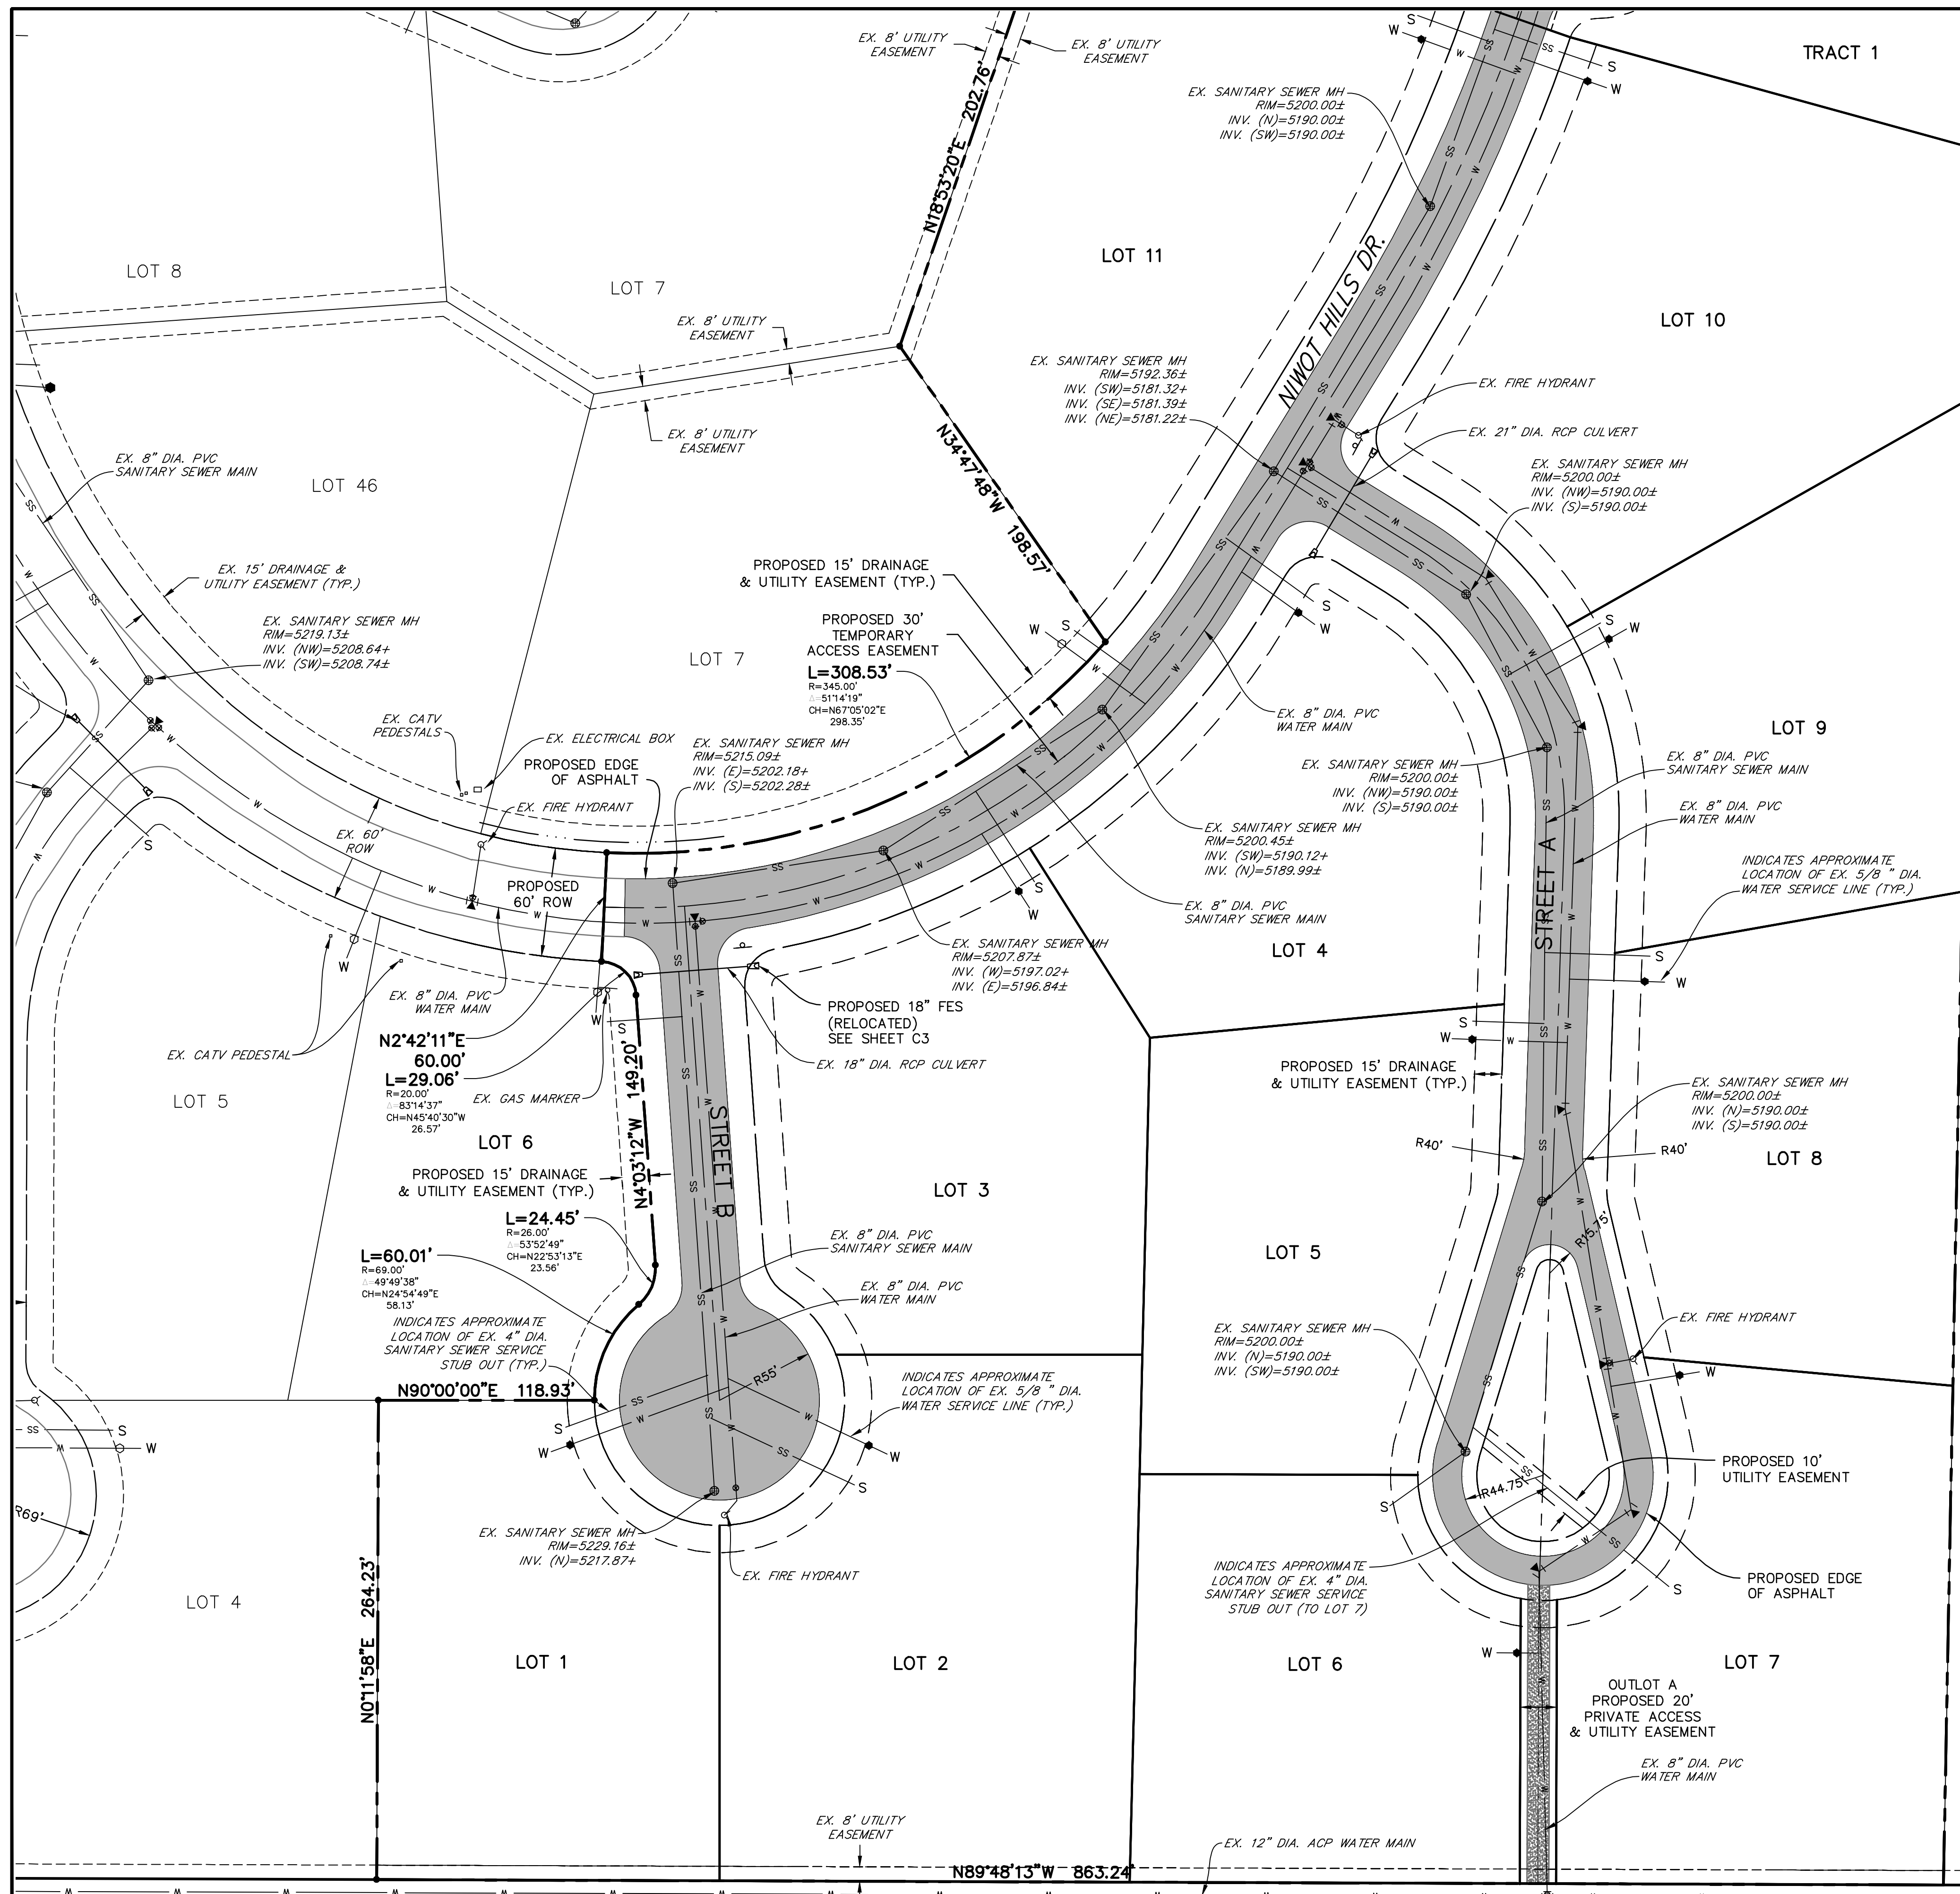 EX. 8' UTILITY
EASEMENT
EX. 8' UTILITY
EASEMENT
N18°53'20"E 202.76'
S
W
W
SS
SS
W
S
W
TRACT 1
EX. SANITARY SEWER MH
RIM=5200.00±
INV. (N)=5190.00±
INV. (SW)=5190.00±
SS
W
LOT 8
LOT 7
LOT 11
NIWOT HILLS DR.
LOT 10
EX. 8' UTILITY
EASEMENT
EX. 8' UTILITY
EASEMENT
EX. SANITARY SEWER MH
RIM=5192.36±
INV. (SW)=5181.32+
INV. (SE)=5181.39±
INV. (NE)=5181.22±
EX. FIRE HYDRANT
EX. 21" DIA. RCP CULVERT
EX. SANITARY SEWER MH
RIM=5200.00±
INV. (NW)=5190.00±
INV. (S)=5190.00±
N34°47'48"W 198.57'
EX. 8" DIA. PVC
SANITARY SEWER MAIN
LOT 46
EX. 15' DRAINAGE &
UTILITY EASEMENT (TYP.)
EX. SANITARY SEWER MH
RIM=5219.13±
INV. (NW)=5208.64+
INV. (SW)=5208.74±
PROPOSED 15' DRAINAGE
& UTILITY EASEMENT (TYP.)
PROPOSED 30'
TEMPORARY
ACCESS EASEMENT
L=308.53'
R=345.00'
Δ=51°14'19"
CH=N67°05'02"E
298.35'
LOT 7
W
S
S
W
S
W
EX. 8" DIA. PVC
WATER MAIN
LOT 9
EX. CATV
PEDESTALS
EX. ELECTRICAL BOX
PROPOSED EDGE
OF ASPHALT
EX. FIRE HYDRANT
EX. SANITARY SEWER MH
RIM=5215.09±
INV. (E)=5202.18+
INV. (S)=5202.28±
EX. SANITARY SEWER MH
RIM=5200.00±
INV. (NW)=5190.00±
INV. (S)=5190.00±
EX. 8" DIA. PVC
SANITARY SEWER MAIN
EX. 8" DIA. PVC
WATER MAIN
EX. SANITARY SEWER MH
RIM=5200.45±
INV. (SW)=5190.12+
INV. (N)=5189.99±
INDICATES APPROXIMATE
LOCATION OF EX. 5/8 " DIA.
WATER SERVICE LINE (TYP.)
S
EX. 60'
ROW
PROPOSED
60' ROW
STREET A
S
W
EX. 8" DIA. PVC
SANITARY SEWER MAIN
LOT 4
EX. SANITARY SEWER MH
RIM=5207.87±
INV. (W)=5197.02+
INV. (E)=5196.84±
S
W
W
EX. 8" DIA. PVC
WATER MAIN
PROPOSED 18" FES
(RELOCATED)
SEE SHEET C3
EX. 18" DIA. RCP CULVERT
W
S
S
W
N2°42'11"E
60.00'
L=29.06'
R=20.00'
Δ=83°14'37"
CH=N45°40'30"W
26.57'
EX. CATV PEDESTAL
EX. GAS MARKER
LOT 5
LOT 6
N4°03'12"W 149.20'
STREET B
PROPOSED 15' DRAINAGE
& UTILITY EASEMENT (TYP.)
EX. SANITARY SEWER MH
RIM=5200.00±
INV. (N)=5190.00±
INV. (S)=5190.00±
R40'
R40'
LOT 8
PROPOSED 15' DRAINAGE
& UTILITY EASEMENT (TYP.)
LOT 3
L=24.45'
R=26.00'
Δ=53°52'49"
CH=N22°53'13"E
23.56'
L=60.01'
R=69.00'
Δ=49°49'38"
CH=N24°54'49"E
58.13'
EX. 8" DIA. PVC
SANITARY SEWER MAIN
EX. 8" DIA. PVC
WATER MAIN
LOT 5
R15.75'
INDICATES APPROXIMATE
LOCATION OF EX. 4" DIA.
SANITARY SEWER SERVICE
STUB OUT (TYP.)
EX. SANITARY SEWER MH
RIM=5200.00±
INV. (N)=5190.00±
INV. (SW)=5190.00±
EX. FIRE HYDRANT
W
R55'
INDICATES APPROXIMATE
LOCATION OF EX. 5/8 " DIA.
WATER SERVICE LINE (TYP.)
N90°00'00"E 118.93'
S
W
S
W
W
S
PROPOSED 10'
UTILITY EASEMENT
R44.75'
S
R69'
EX. SANITARY SEWER MH
RIM=5229.16±
INV. (N)=5217.87+
EX. FIRE HYDRANT
INDICATES APPROXIMATE
LOCATION OF EX. 4" DIA.
SANITARY SEWER SERVICE
STUB OUT (TO LOT 7)
S
PROPOSED EDGE
OF ASPHALT
N0°11'58"E 264.23'
LOT 4
LOT 1
LOT 2
LOT 6
W
LOT 7
OUTLOT A
PROPOSED 20'
PRIVATE ACCESS
& UTILITY EASEMENT
EX. 8" DIA. PVC
WATER MAIN
EX. 8' UTILITY
EASEMENT
EX. 12" DIA. ACP WATER MAIN
N89°48'13"W 863.24'